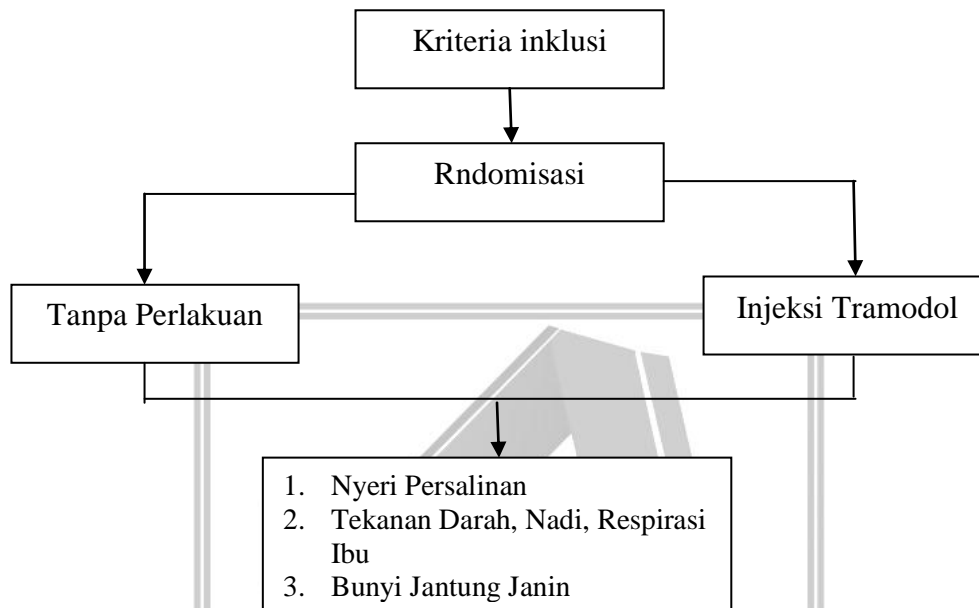 Kriteria inklusi
Rndomisasi
Tanpa Perlakuan
Injeksi Tramodol
1. Nyeri Persalinan
2. Tekanan Darah, Nadi, Respirasi
Ibu
3. Bunyi Jantung Janin